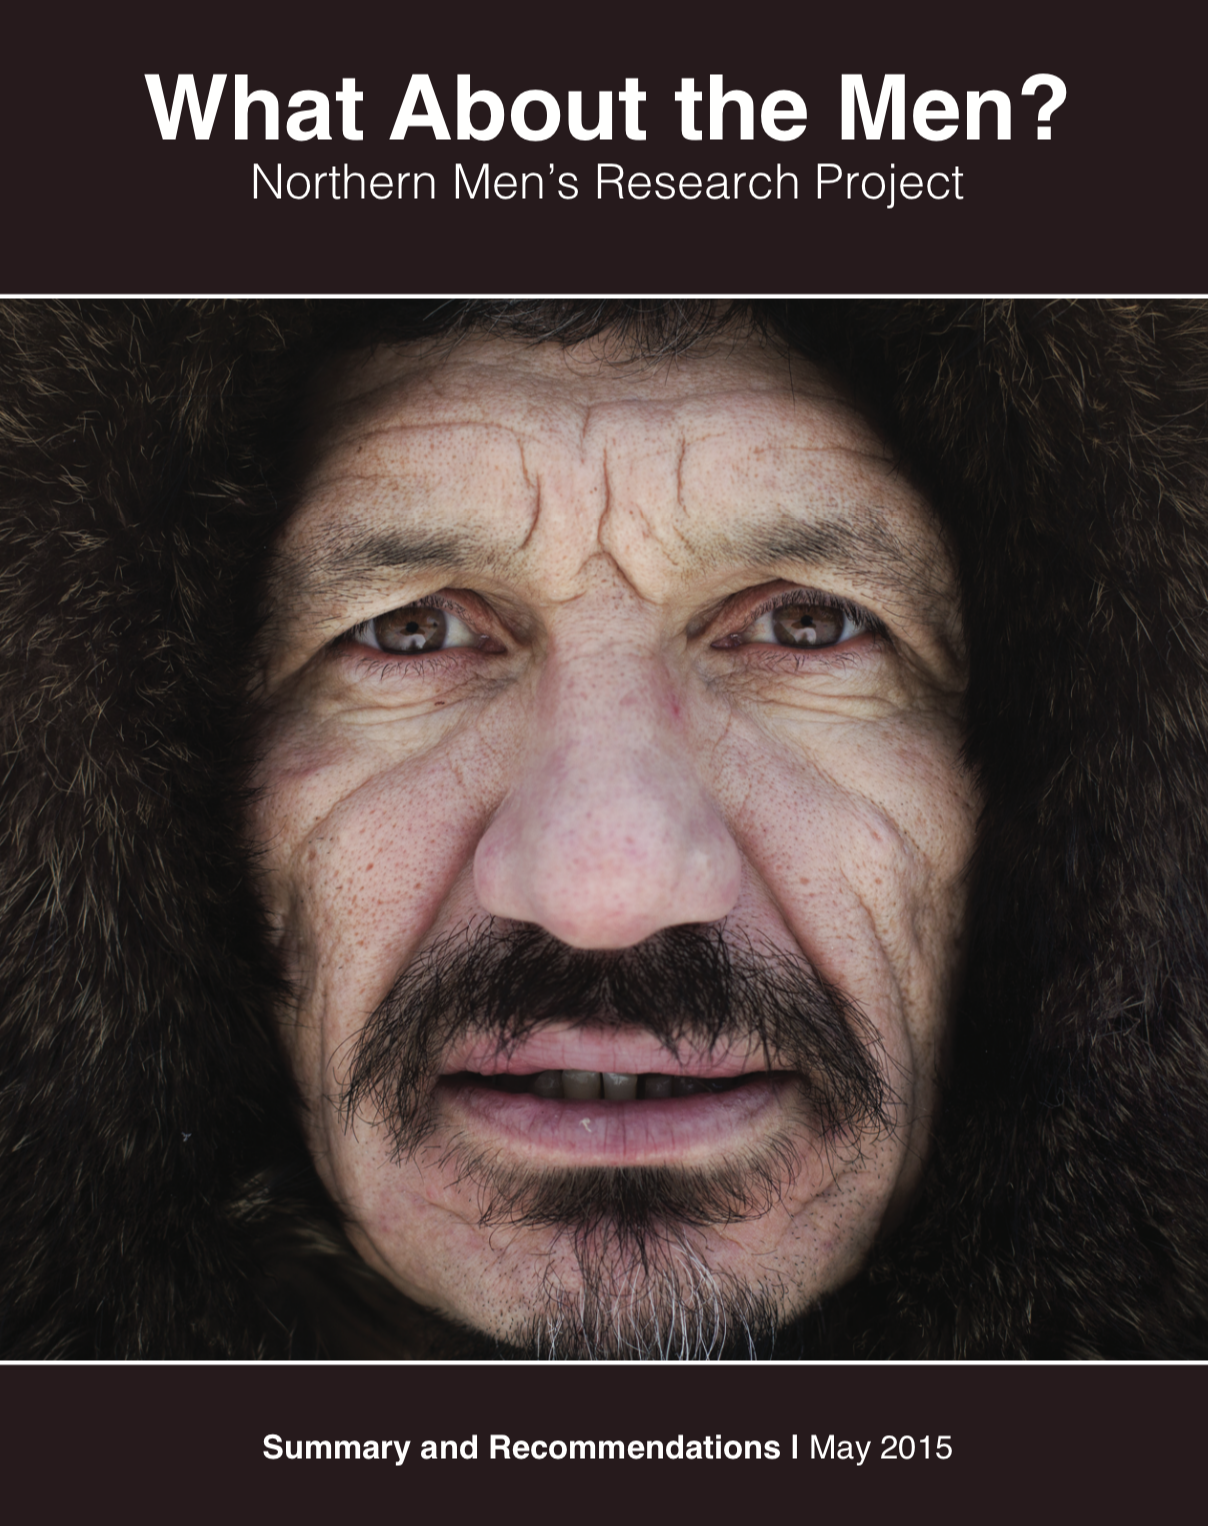 What About the Men?
Northern Men’s Research Project
Summary and Recommendations I May 2015